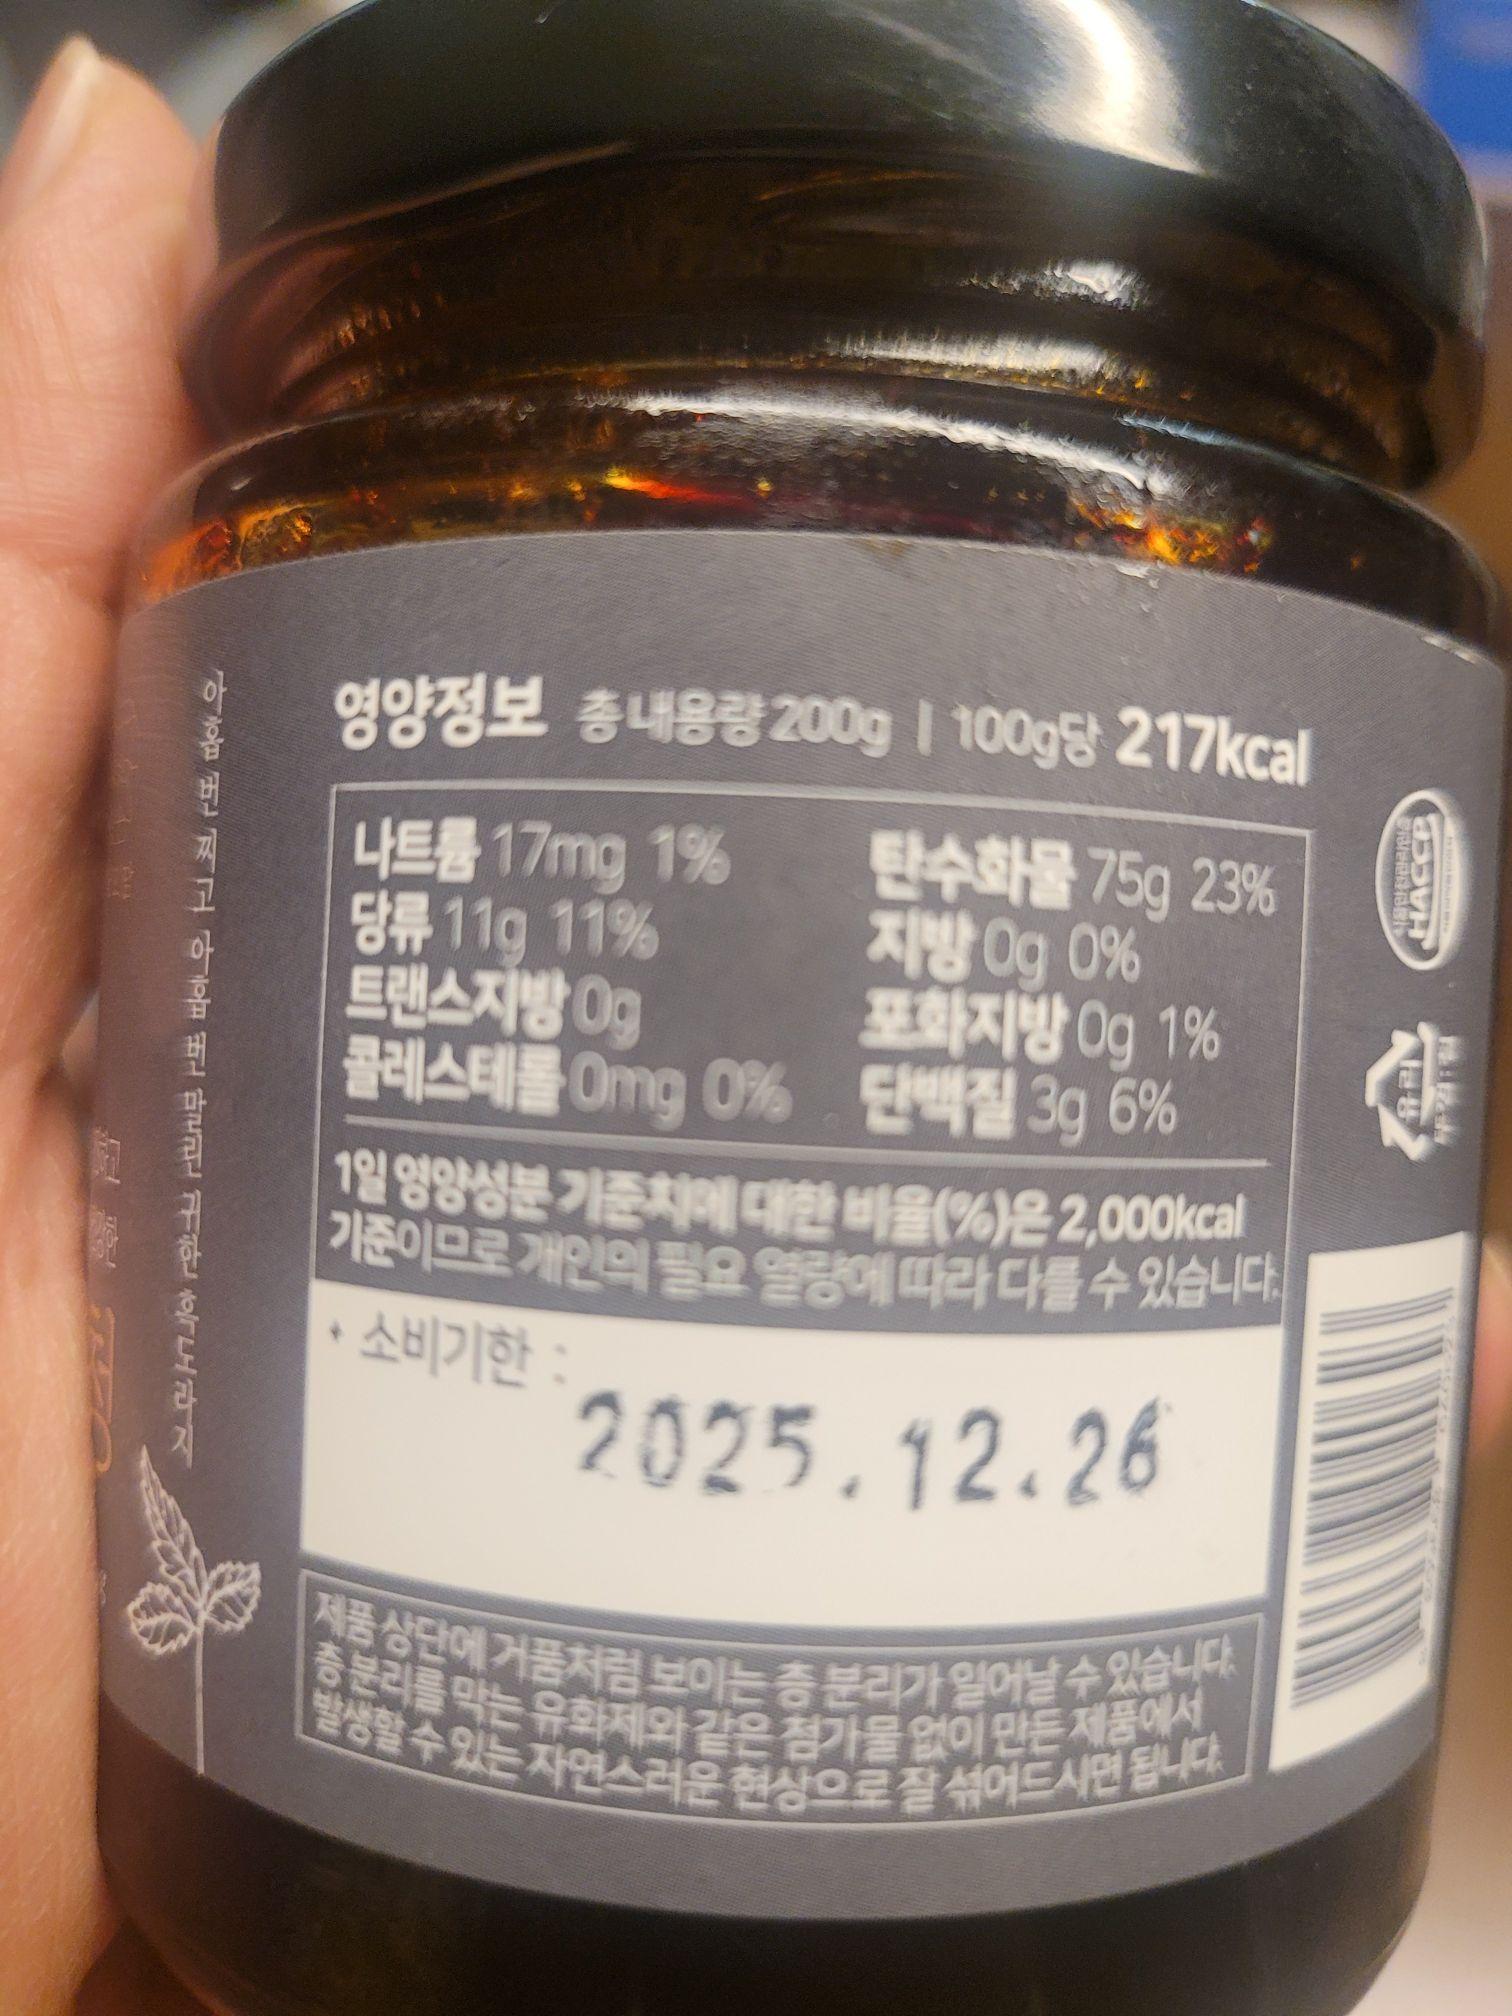 영양정보 총 내용량 200g | 100g당 217kcal
나트륨 17mg 1% 탄수화물 75g 23%
당류 11g 11% 지방 0g 0%
트랜스지방 0g 포화지방 0g 1%
콜레스테롤 0mg 0% 단백질 3g 6%
1일 영양성분 기준치에 대한 비율(%)은 2,000kcal
기준이므로 개인의 필요 열량에 따라 다를 수 있습니다.
• 소비기한 :
2025.12.26
제품 상단에 거품처럼 보이는 층 분리가 일어날 수 있습니다.
층 분리를 막는 유화제와 같은 첨가물 없이 만든 제품에서
발생할 수 있는 자연스러운 현상으로 잘 섞어드시면 됩니다.
아홉 번 찌고 아홉 번 말린 귀한 흑도라지
HACCP
유리
뚜껑:철